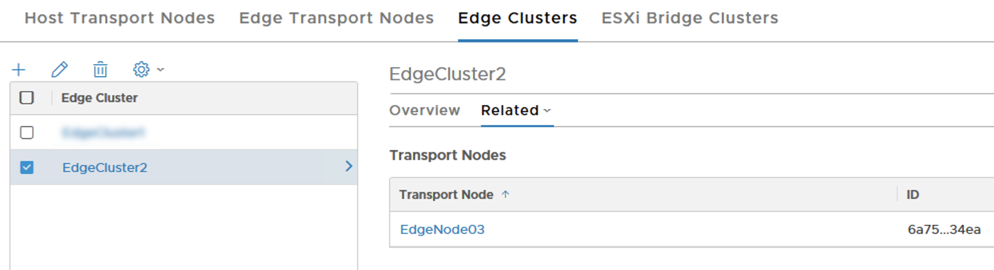 Host Transport Nodes Edge Transport Nodes Edge Clusters ESXi Bridge Clusters
EdgeCluster2
Overview Related
Edge Cluster
EdgeCluster2
Transport Nodes
Transport Node ID
EdgeNode03 6a75...34ea